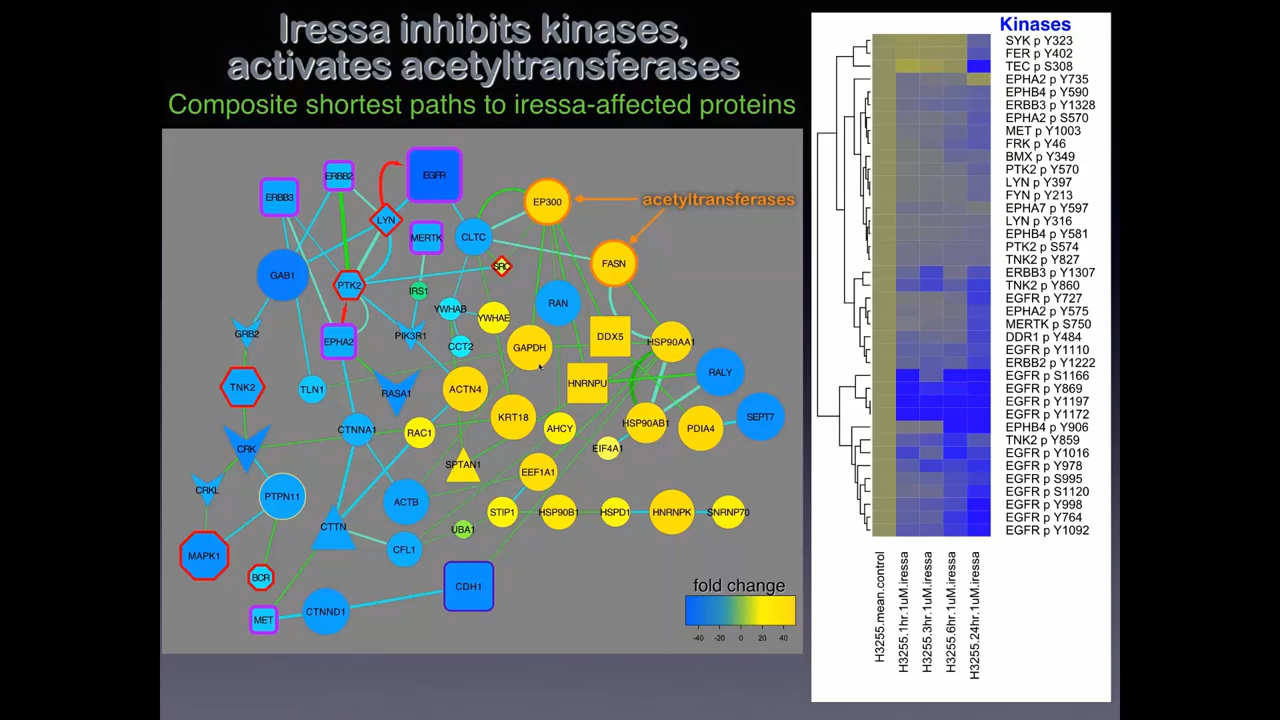 Iressa inhibits kinases,
activates acetyltransferases
Composite shortest paths to iressa-affected proteins
EGFR
ERBB2
ERBB3
LYN
EP300
acetyltransferases
MERTK
CLTC
FASN
SRC
GAB1
PTK2
IRS1
RAN
YWHAB
YWHAE
GRB2
EPHA2
PIK3R1
CCT2
GAPDH
DDX5
HSP90AA1
RALY
TNK2
TLN1
RASA1
ACTN4
HNRNPU
KRT18
AHCY
HSP90AB1
PDIA4
SEPT7
CTNNA1
RAC1
EIF4A1
CRK
SPTAN1
EEF1A1
CRKL
PTPN11
ACTB
STIP1
HSP90B1
HSPD1
HNRNPK
SNRNP70
CTTN
UBA1
CFL1
MAPK1
BCR
CDH1
MET
CTNND1
fold change
-40 -20 0 20 40
Kinases
SYK p Y323
FER p Y402
TEC p S308
EPHA2 p Y735
EPHB4 p Y590
ERBB3 p Y1328
EPHA2 p S570
MET p Y1003
FRK p Y46
BMX p Y349
PTK2 p Y570
LYN p Y397
FYN p Y213
EPHA7 p Y597
LYN p Y316
EPHB4 p Y581
PTK2 p S574
TNK2 p Y827
ERBB3 p Y1307
TNK2 p Y860
EGFR p Y727
EPHA2 p Y575
MERTK p S750
DDR1 p Y484
EGFR p Y1110
ERBB2 p Y1222
EGFR p S1166
EGFR p Y869
EGFR p Y1197
EGFR p Y1172
EPHB4 p Y906
TNK2 p Y859
EGFR p Y1016
EGFR p Y978
EGFR p S995
EGFR p S1120
EGFR p Y998
EGFR p Y764
EGFR p Y1092
H3255.mean.control
H3255.1hr.1uM.iressa
H3255.3hr.1uM.iressa
H3255.6hr.1uM.iressa
H3255.24hr.1uM.iressa